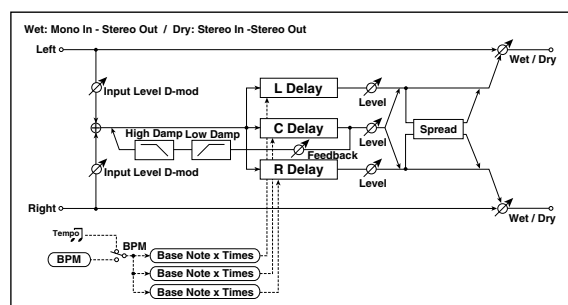 Wet: Mono In - Stereo Out / Dry: Stereo In -Stereo Out
Left
Wet / Dry
Input Level D-mod
L Delay
Level
High Damp
Low Damp
C Delay
Level
Feedback
Spread
Input Level D-mod
R Delay
Level
Right
Wet / Dry
Tempo
BPM
BPM
Base Note x Times
Base Note x Times
Base Note x Times